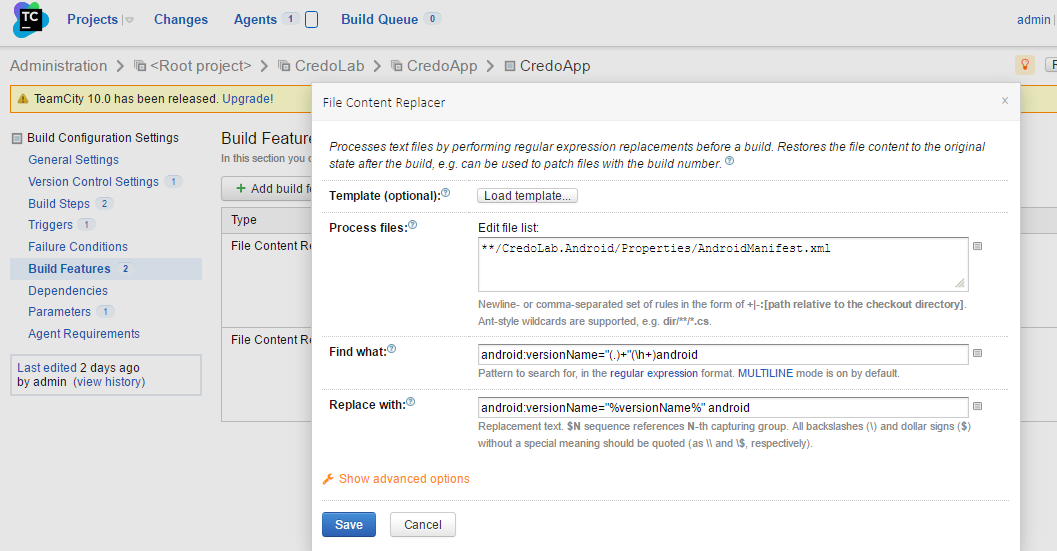 TC
Projects
Changes
Agents 1
Build Queue 0
admin
Administration > <Root project> > CredoLab > CredoApp > CredoApp
TeamCity 10.0 has been released. Upgrade!
Build Configuration Settings
General Settings
Version Control Settings 1
Build Steps 2
Triggers 1
Failure Conditions
Build Features 2
Dependencies
Parameters 1
Agent Requirements
Last edited 2 days ago
by admin (view history)
Build Feature
In this section you
+ Add build
Type
File Content Re
File Content Re
File Content Replacer
x
Processes text files by performing regular expression replacements before a build. Restores the file content to the original
state after the build, e.g. can be used to patch files with the build number.
Template (optional):
Load template...
Process files:
Edit file list:
**/CredoLab.Android/Properties/AndroidManifest.xml
Newline- or comma-separated set of rules in the form of +|-:[path relative to the checkout directory].
Ant-style wildcards are supported, e.g. dir/**/*.cs.
Find what:
android:versionName="(.)+"(\h+)android
Pattern to search for, in the regular expression format. MULTILINE mode is on by default.
Replace with:
android:versionName="%versionName%" android
Replacement text. $N sequence references N-th capturing group. All backslashes (\) and dollar signs ($)
without a special meaning should be quoted (as \\ and \$, respectively).
Show advanced options
Save
Cancel